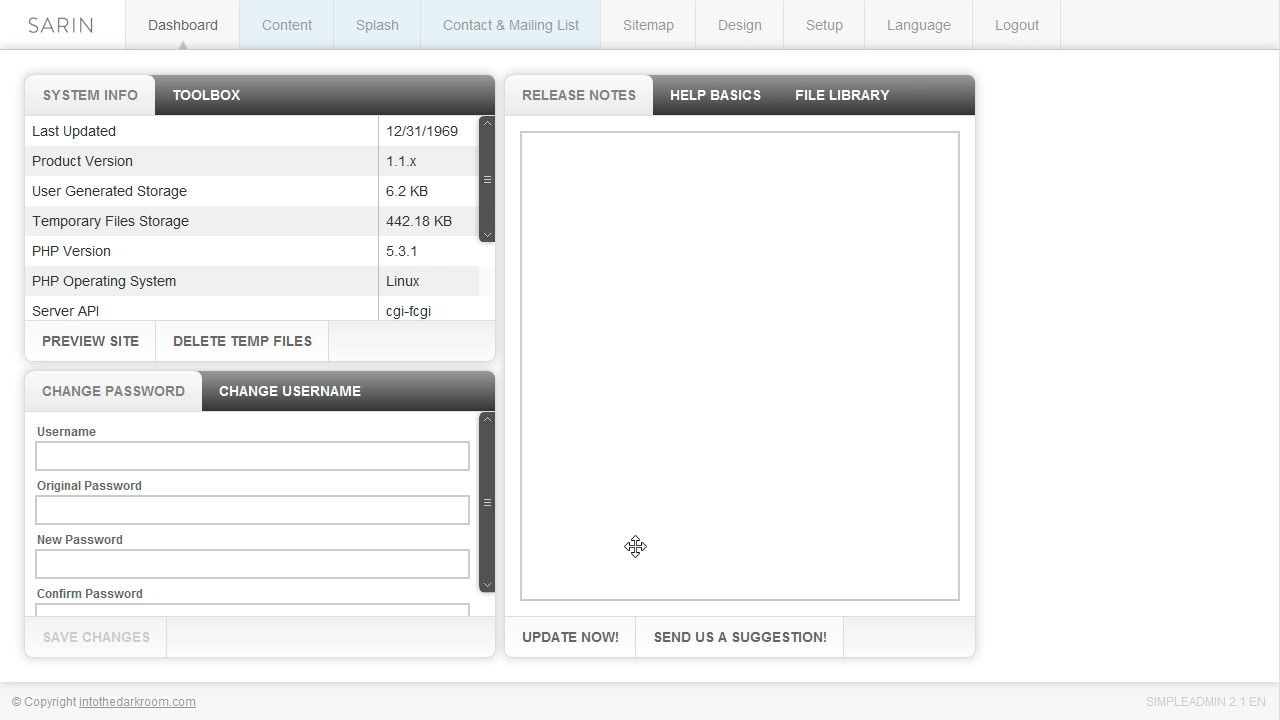 SARIN
Dashboard
Content
Splash
Contact & Mailing List
Sitemap
Design
Setup
Language
Logout
SYSTEM INFO
TOOLBOX
Last Updated 12/31/1969
Product Version 1.1.x
User Generated Storage 6.2 KB
Temporary Files Storage 442.18 KB
PHP Version 5.3.1
PHP Operating System Linux
Server API cgi-fcgi
PREVIEW SITE
DELETE TEMP FILES
CHANGE PASSWORD
CHANGE USERNAME
Username
Original Password
New Password
Confirm Password
SAVE CHANGES
RELEASE NOTES
HELP BASICS
FILE LIBRARY
UPDATE NOW!
SEND US A SUGGESTION!
© Copyright intothedarkroom.com
SIMPLEADMIN 2.1 EN